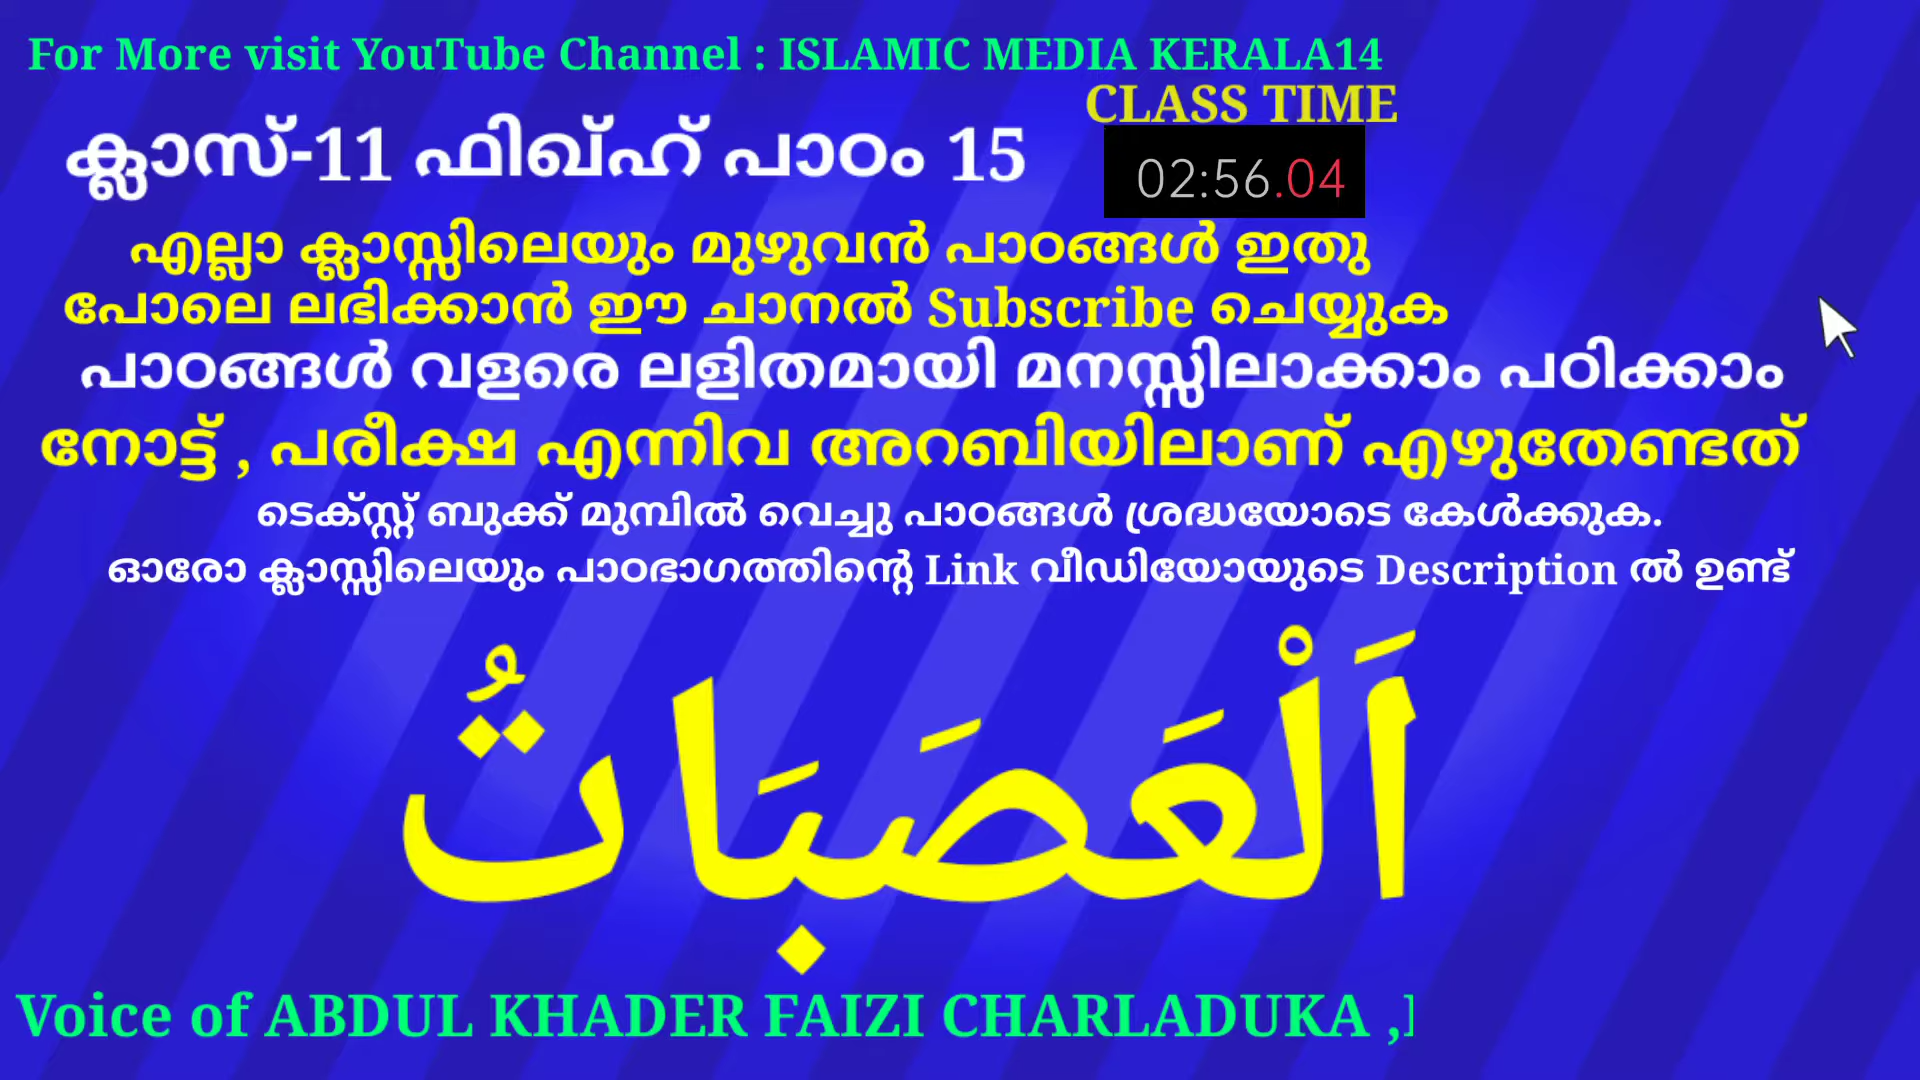 For More visit YouTube Channel : ISLAMIC MEDIA KERALA14
CLASS TIME
ക്ലാസ്-11 ഫിഖ്ഹ് പാഠം 15
02:56.04
എല്ലാ ക്ലാസ്സിലെയും മുഴുവൻ പാഠങ്ങൾ ഇതു
പോലെ ലഭിക്കാൻ ഈ ചാനൽ Subscribe ചെയ്യുക
പാഠങ്ങൾ വളരെ ലളിതമായി മനസ്സിലാക്കാം പഠിക്കാം
നോട്ട് , പരീക്ഷ എന്നിവ അറബിയിലാണ് എഴുതേണ്ടത്
ടെക്സ്റ്റ് ബുക്ക് മുമ്പിൽ വെച്ചു പാഠങ്ങൾ ശ്രദ്ധയോടെ കേൾക്കുക.
ഓരോ ക്ലാസ്സിലെയും പാഠഭാഗത്തിന്റെ Link വീഡിയോയുടെ Description ൽ ഉണ്ട്
اَلْعَصَبَاتُ
Voice of ABDUL KHADER FAIZI CHARLADUKA ,